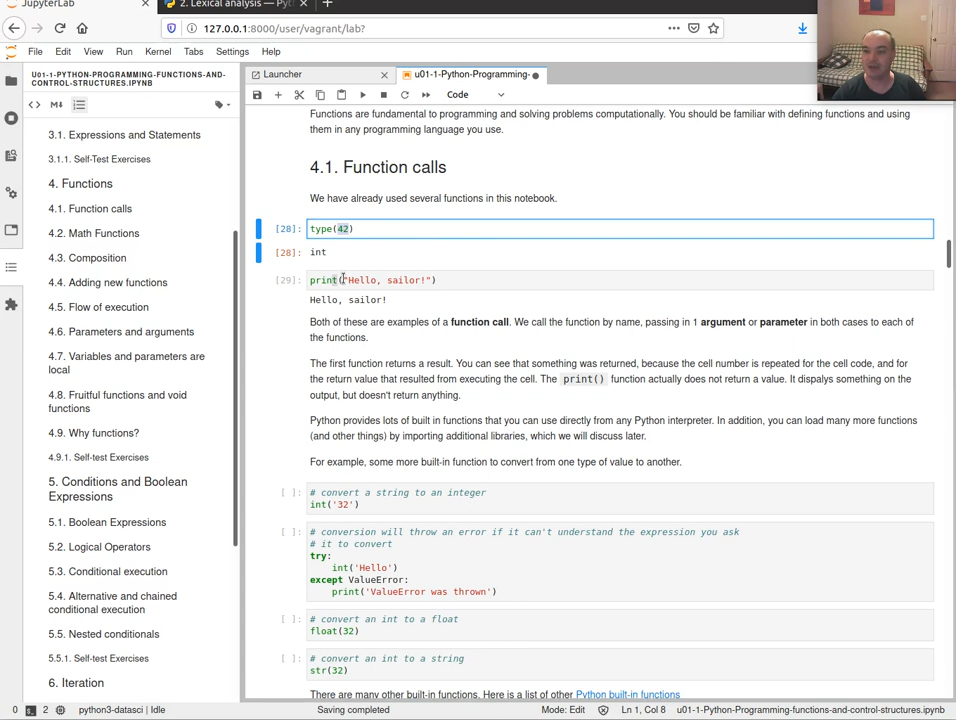 JupyterLab
2. Lexical analysis — Pyt
127.0.0.1:8000/user/vagrant/lab?
File Edit View Run Kernel Tabs Settings Help
U01-1-PYTHON-PROGRAMMING-FUNCTIONS-AND-
CONTROL-STRUCTURES.IPYNB
3.1. Expressions and Statements
3.1.1. Self-Test Exercises
4. Functions
4.1. Function calls
4.2. Math Functions
4.3. Composition
4.4. Adding new functions
4.5. Flow of execution
4.6. Parameters and arguments
4.7. Variables and parameters are
local
4.8. Fruitful functions and void
functions
4.9. Why functions?
4.9.1. Self-test Exercises
5. Conditions and Boolean
Expressions
5.1. Boolean Expressions
5.2. Logical Operators
5.3. Conditional execution
5.4. Alternative and chained
conditional execution
5.5. Nested conditionals
5.5.1. Self-test Exercises
6. Iteration
Launcher
u01-1-Python-Programming-
Code
Functions are fundamental to programming and solving problems computationally. You should be familiar with defining functions and using
them in any programming language you use.
4.1. Function calls
We have already used several functions in this notebook.
[28]: type(42)
[28]: int
[29]: print("Hello, sailor!")
Hello, sailor!
Both of these are examples of a function call. We call the function by name, passing in 1 argument or parameter in both cases to each of
the functions.
The first function returns a result. You can see that something was returned, because the cell number is repeated for the cell code, and for
the return value that resulted from executing the cell. The print() function actually does not return a value. It dispalys something on the
output, but doesn't return anything.
Python provides lots of built in functions that you can use directly from any Python interpreter. In addition, you can load many more functions
(and other things) by importing additional libraries, which we will discuss later.
For example, some more built-in function to convert from one type of value to another.
[ ]: # convert a string to an integer
int('32')
[ ]: # conversion will throw an error if it can't understand the expression you ask
# it to convert
try:
int('Hello')
except ValueError:
print('ValueError was thrown')
[ ]: # convert an int to a float
float(32)
[ ]: # convert an int to a string
str(32)
There are many other built-in functions. Here is a list of other Python built-in functions
0 2 python3-datasci | Idle
Saving completed
Mode: Edit
Ln 1, Col 8
u01-1-Python-Programming-functions-and-control-structures.ipynb